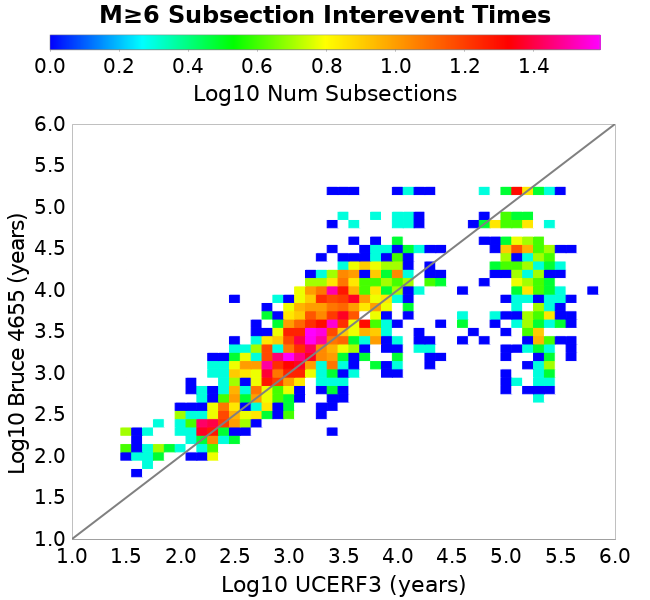 M≥6 Subsection Interevent Times
0.0 0.2 0.4 0.6 0.8 1.0 1.2 1.4
Log10 Num Subsections
6.0
5.5
5.0
4.5
4.0
3.5
3.0
2.5
2.0
1.5
1.0
Log10 Bruce 4655 (years)
1.0 1.5 2.0 2.5 3.0 3.5 4.0 4.5 5.0 5.5 6.0
Log10 UCERF3 (years)